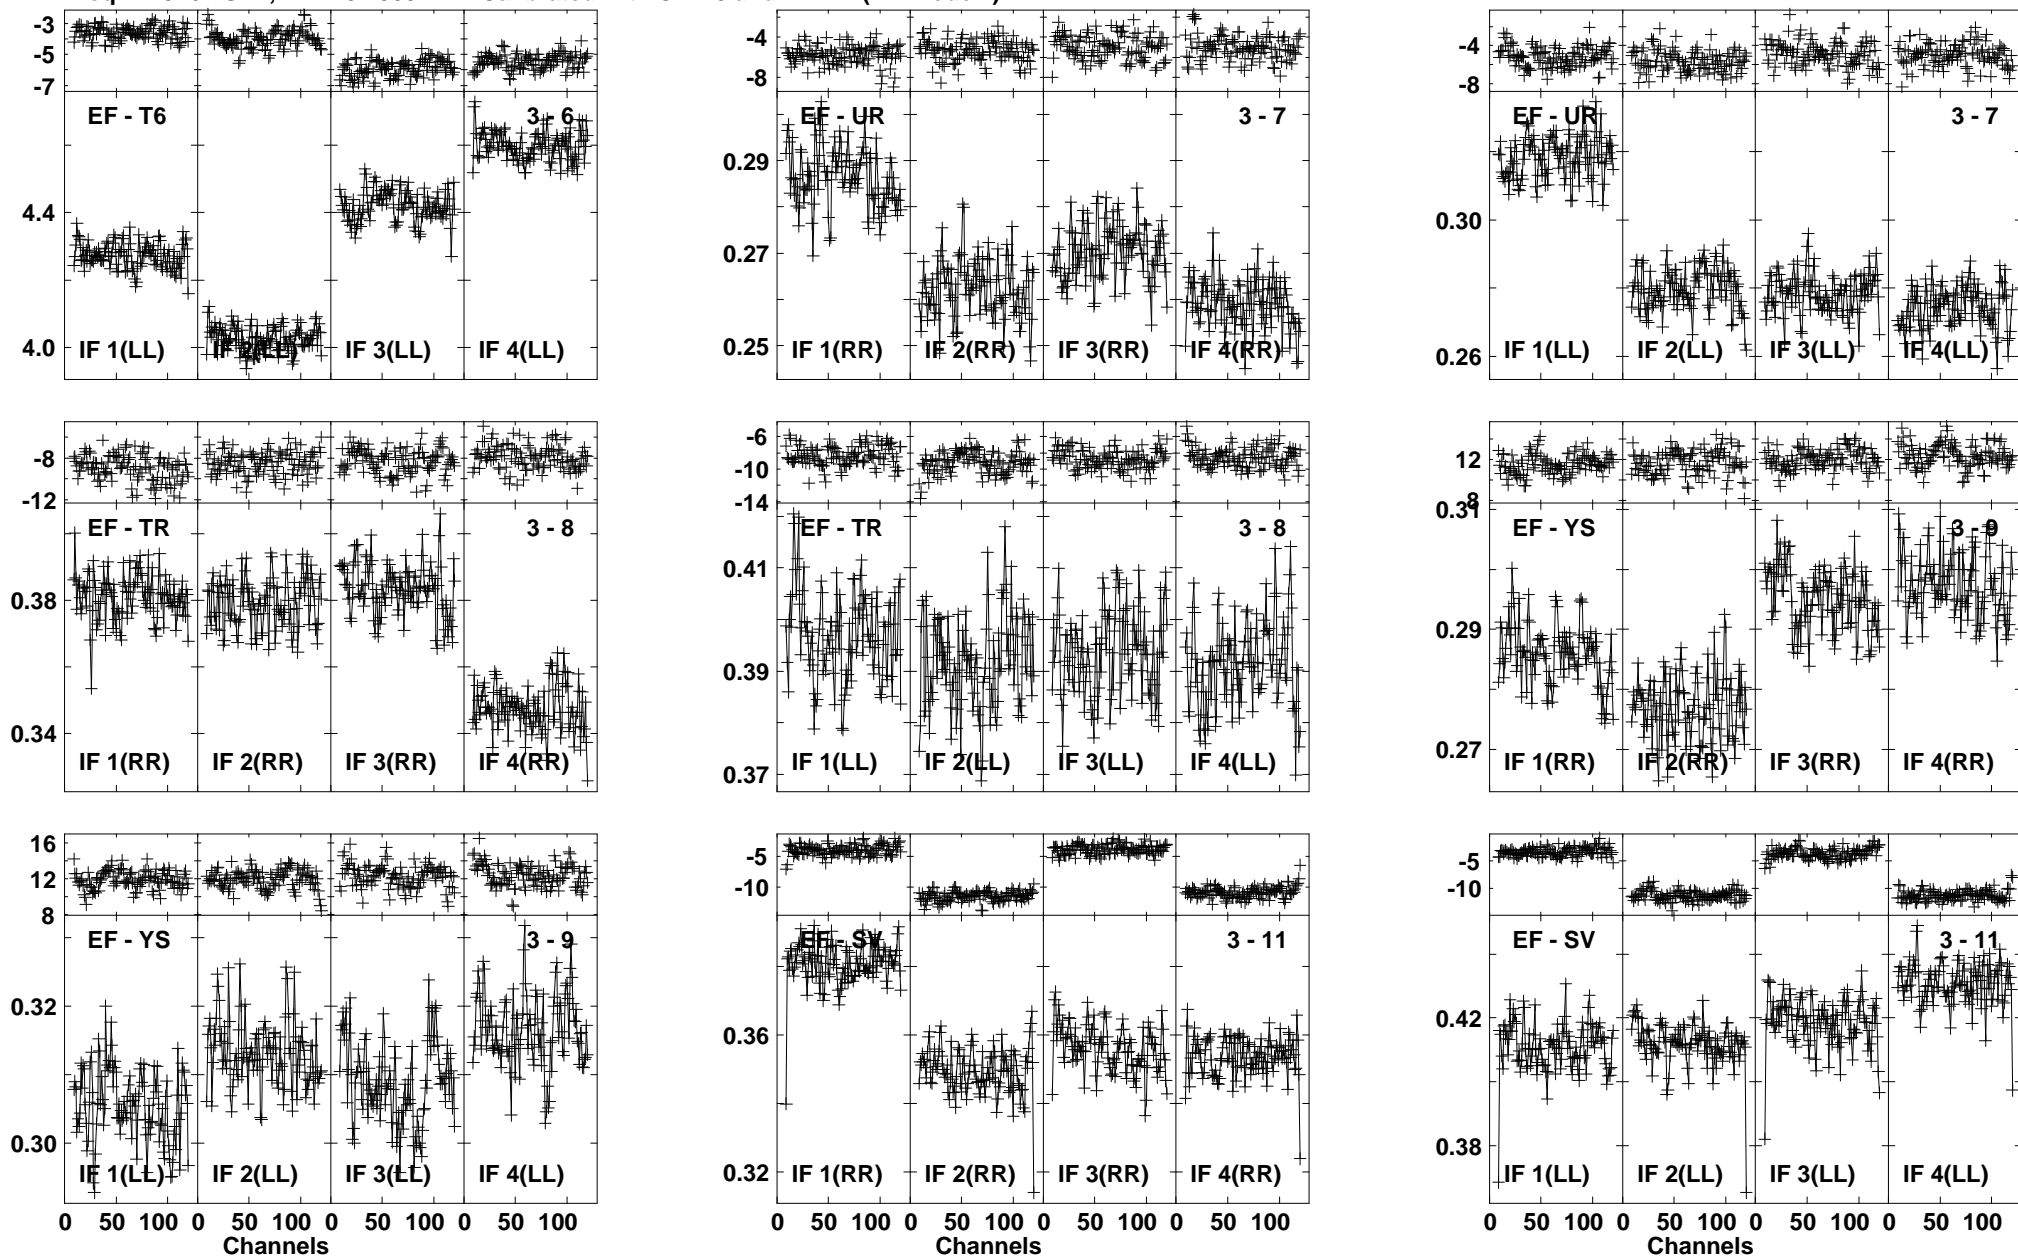 -3 -5 -7 EF - T6 3 - 6 4.4 4.0 IF 1(LL) IF 2(LL) IF 3(LL) IF 4(LL)
-4 -8 EF - UR 3 - 7 0.29 0.27 0.25 IF 1(RR) IF 2(RR) IF 3(RR) IF 4(RR)
-4 -8 EF - UR 3 - 7 0.30 0.26 IF 1(LL) IF 2(LL) IF 3(LL) IF 4(LL)
-8 -12 EF - TR 3 - 8 0.38 0.34 IF 1(RR) IF 2(RR) IF 3(RR) IF 4(RR)
-6 -10 -14 EF - TR 3 - 8 0.41 0.39 0.37 IF 1(LL) IF 2(LL) IF 3(LL) IF 4(LL)
12 8 0.31 EF - YS 3 - 9 0.29 0.27 IF 1(RR) IF 2(RR) IF 3(RR) IF 4(RR)
16 12 8 EF - YS 3 - 9 0.32 0.30 IF 1(LL) IF 2(LL) IF 3(LL) IF 4(LL)
0 50 100 0 50 100 0 50 100 0 50 100
Channels
-5 -10 EF - SV 3 - 11 0.36 0.32 IF 1(RR) IF 2(RR) IF 3(RR) IF 4(RR)
0 50 100 0 50 100 0 50 100 0 50 100
Channels
-5 -10 EF - SV 3 - 11 0.42 0.38 IF 1(LL) IF 2(LL) IF 3(LL) IF 4(LL)
0 50 100 0 50 100 0 50 100 0 50 100
Channels